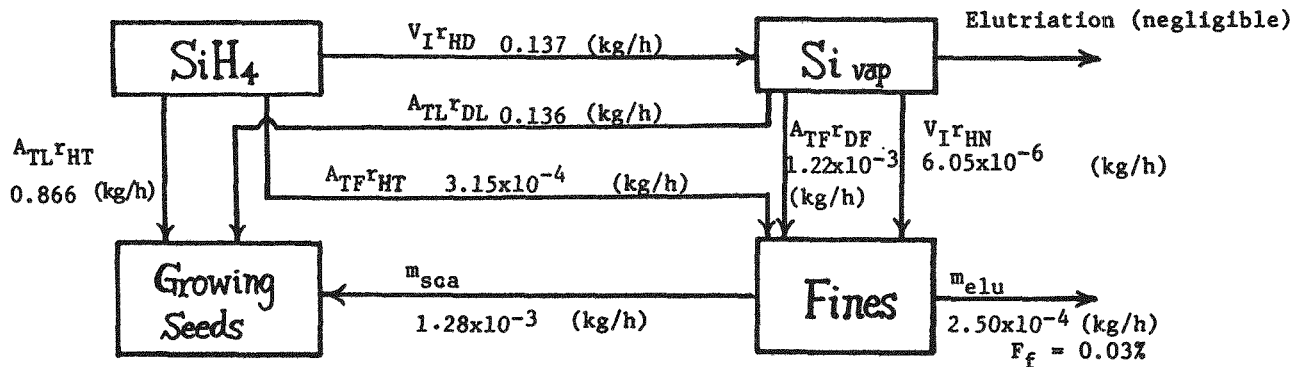 Elutriation (negligible)
SiH4
V_I r_HD 0.137 (kg/h)
Si vap
A_TL r_DL 0.136 (kg/h)
A_TL r_HT
0.866 (kg/h)
A_TF r_DF
1.22x10^-3
(kg/h)
V_I r_HN
6.05x10^-6 (kg/h)
A_TF r_HT 3.15x10^-4 (kg/h)
Growing
Seeds
m_sca
1.28x10^-3 (kg/h)
Fines
m_elu
2.50x10^-4 (kg/h)
F_f = 0.03%